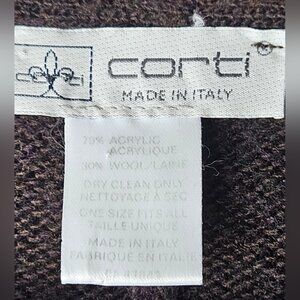 corti
MADE IN ITALY
70% ACRYLIC
ACRYLIQUE
30% WOOL/LAINE
DRY CLEAN ONLY
NETTOYAGE À SEC
ONE SIZE FITS ALL
TAILLE UNIQUE
MADE IN ITALY
FABRIQUÉ EN ITALIE